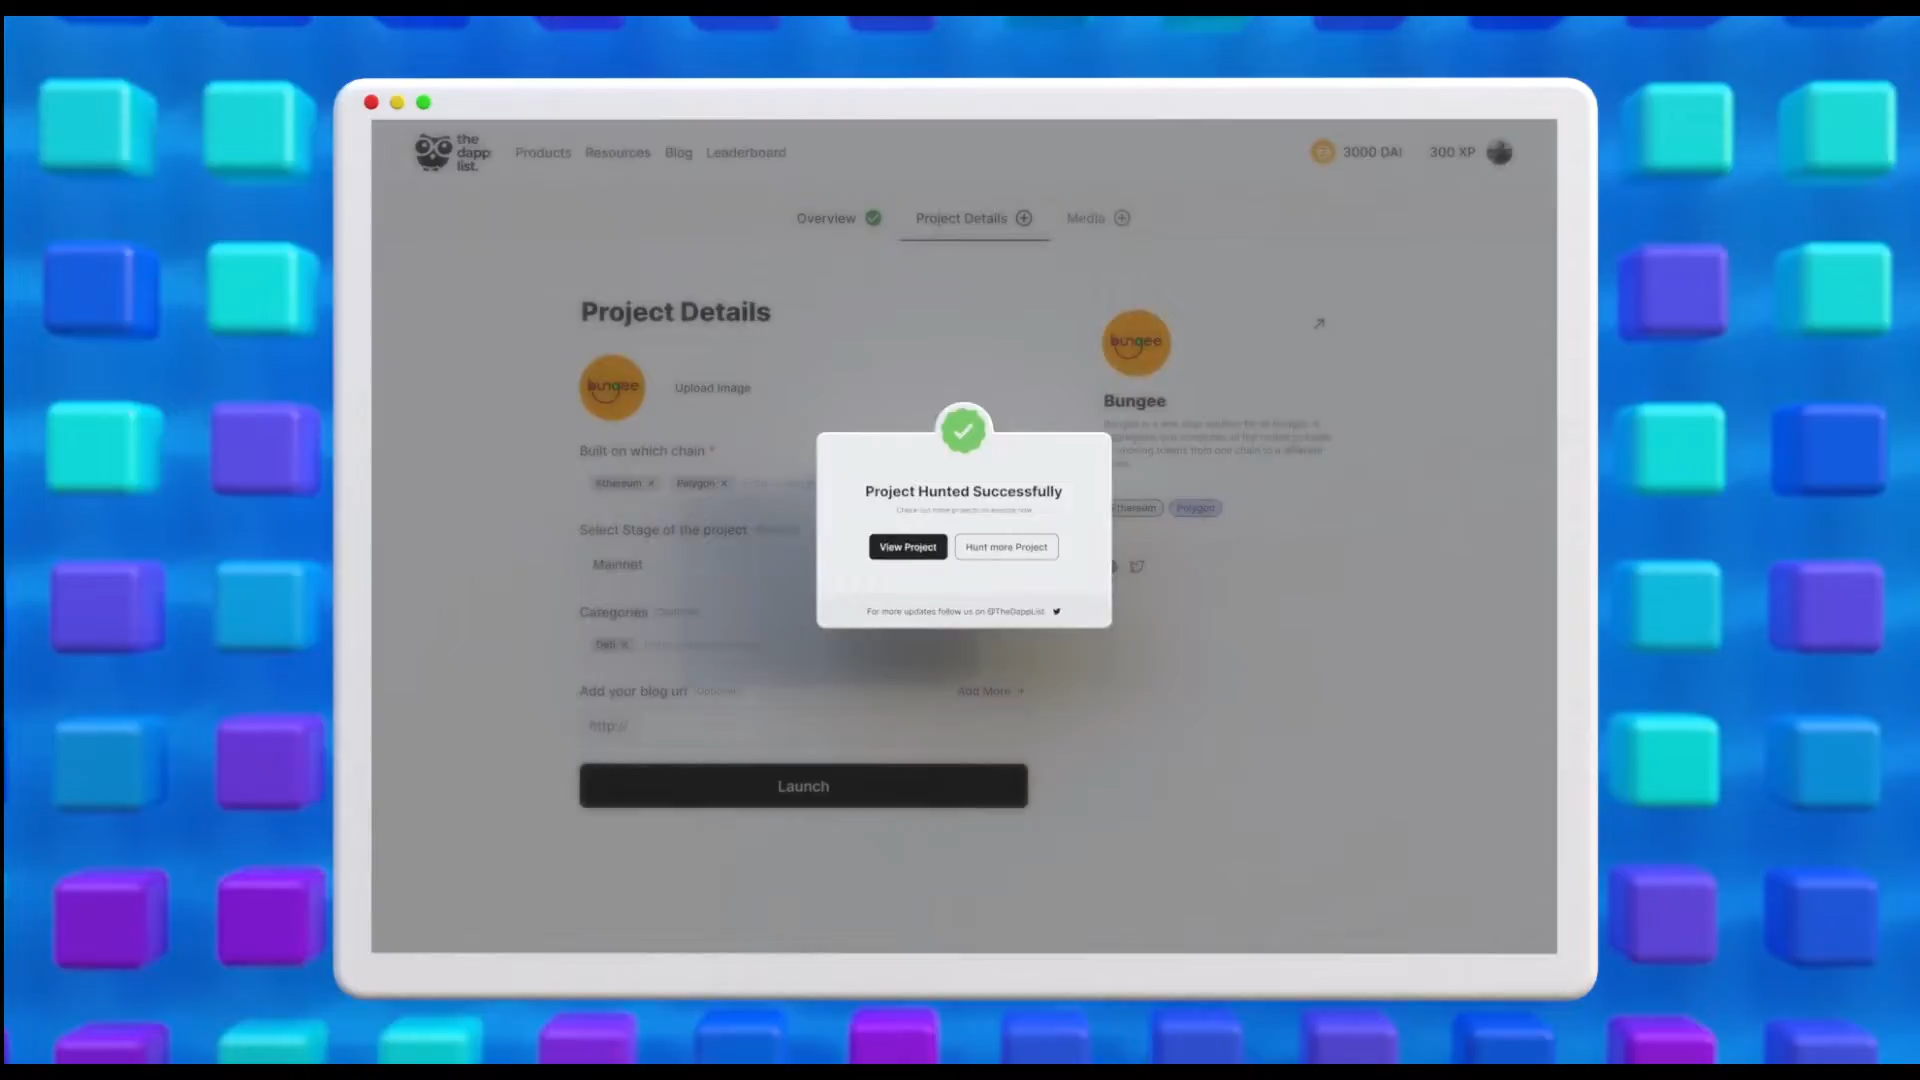 the
dapp
list.
Products Resources Blog Leaderboard
3000 DAI 300 XP
Overview Project Details Media
Project Details
bungee
Upload Image
bungee
Bungee
Built on which chain *
Ethereum × Polygon ×
Polygon
Select Stage of the project
Mainnet
Categories
Defi ×
Add your blog url (Optional) Add More +
http://
Launch
Project Hunted Successfully
View Project Hunt more Project
For more updates follow us on @TheDappList